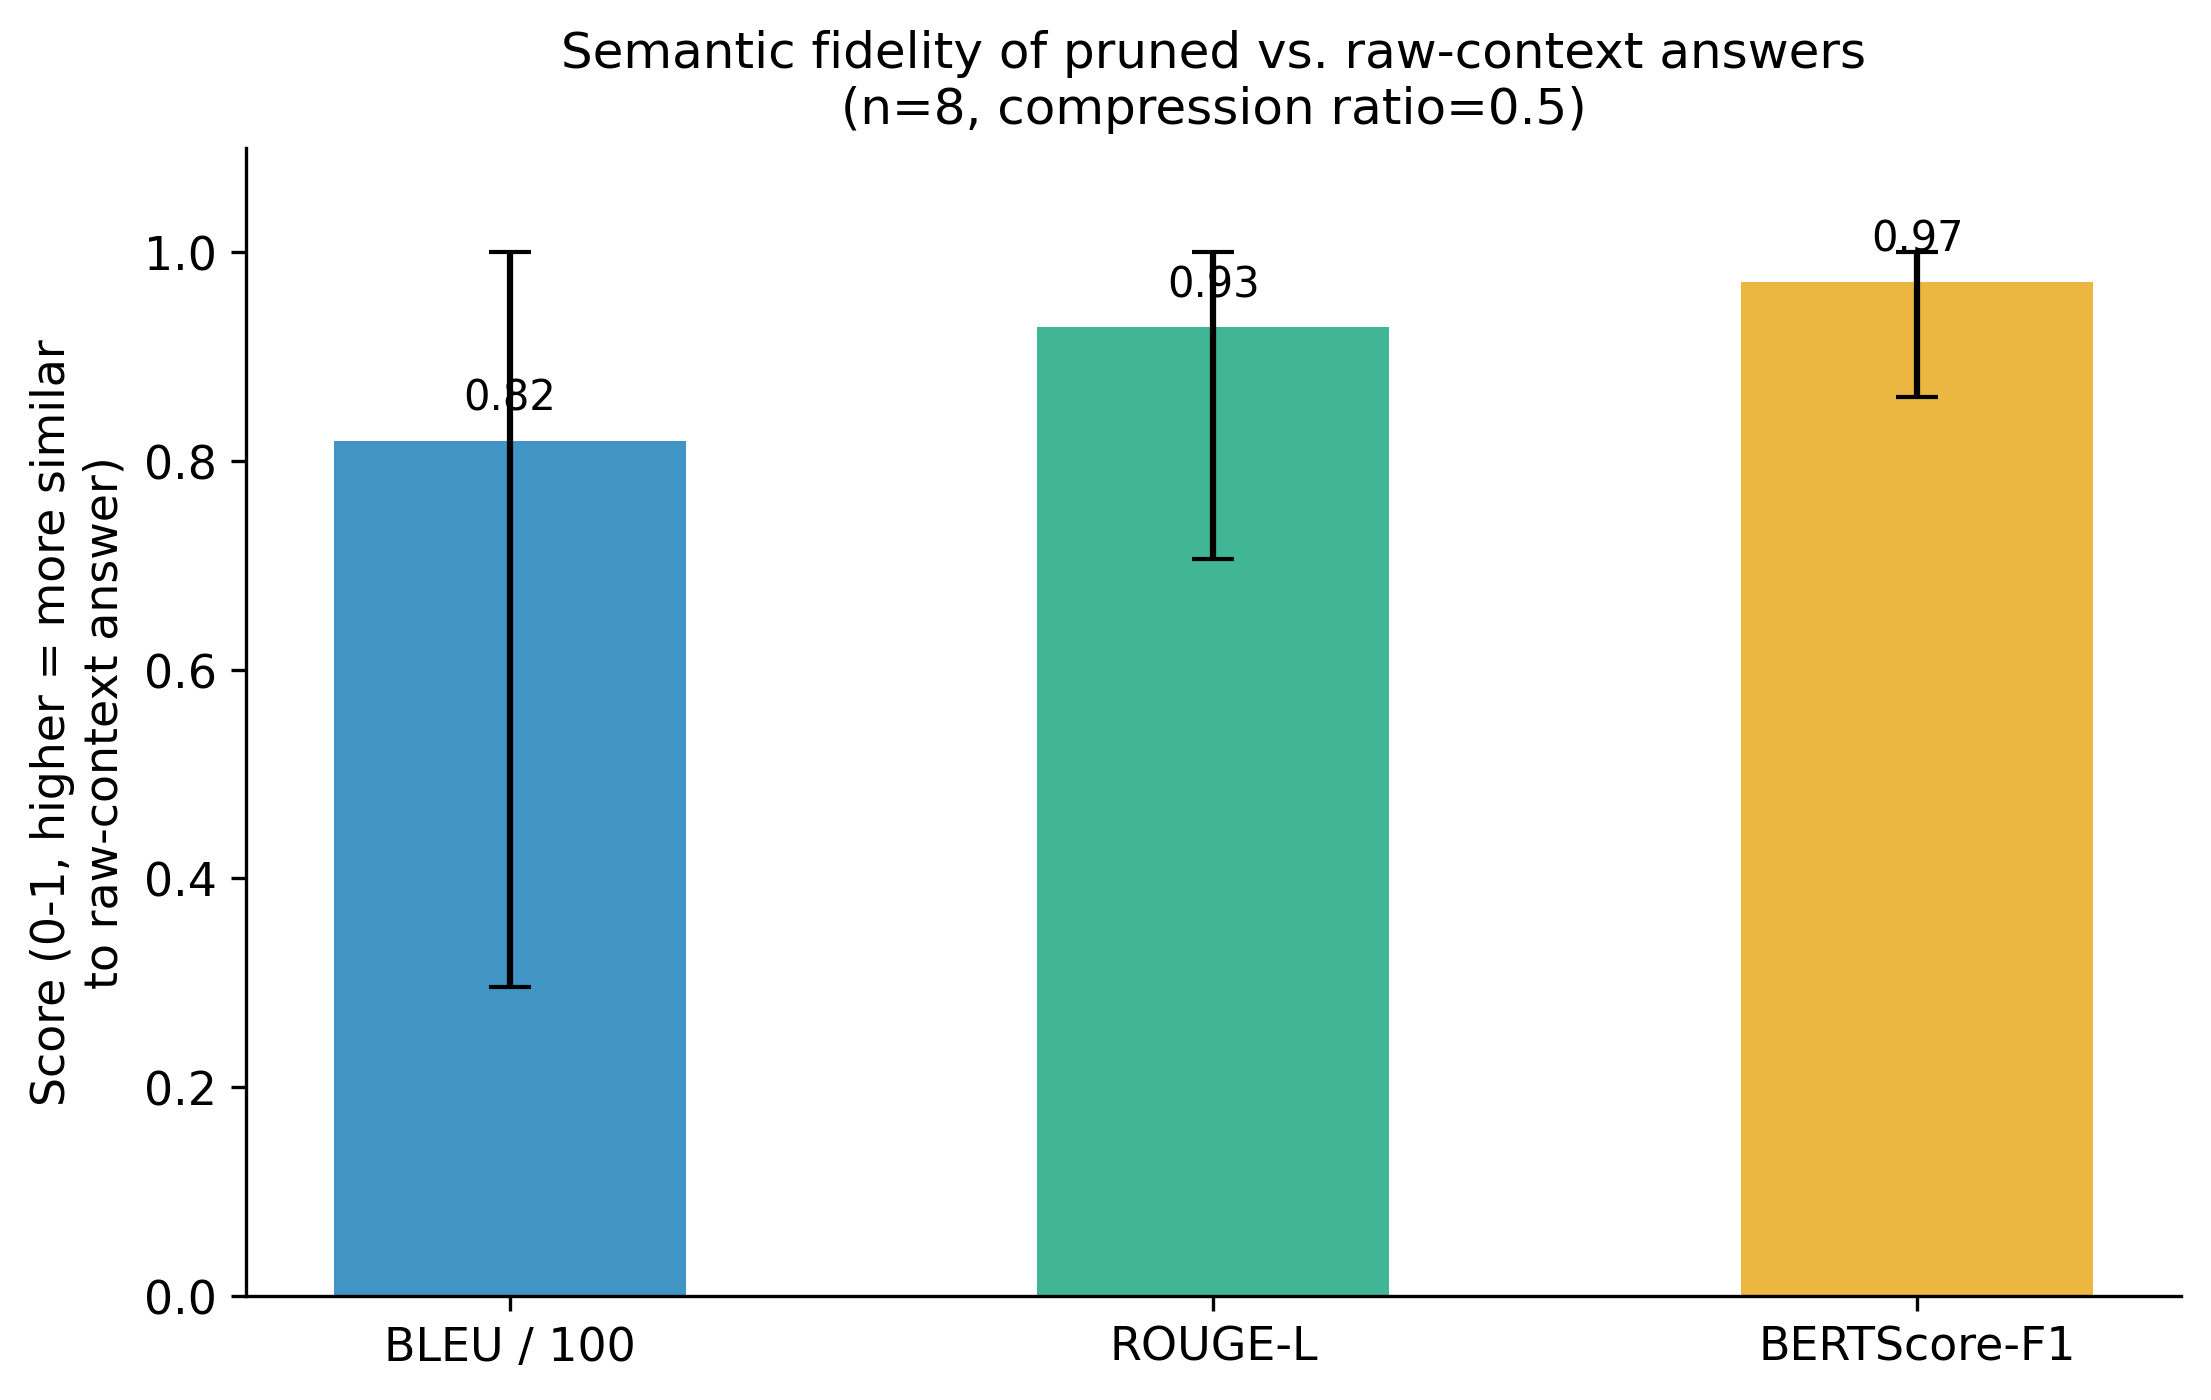 Semantic fidelity of pruned vs. raw-context answers
(n=8, compression ratio=0.5)
Score (0-1, higher = more similar
to raw-context answer)
1.0
0.8
0.6
0.4
0.2
0.0
0.82
0.93
0.97
BLEU / 100
ROUGE-L
BERTScore-F1